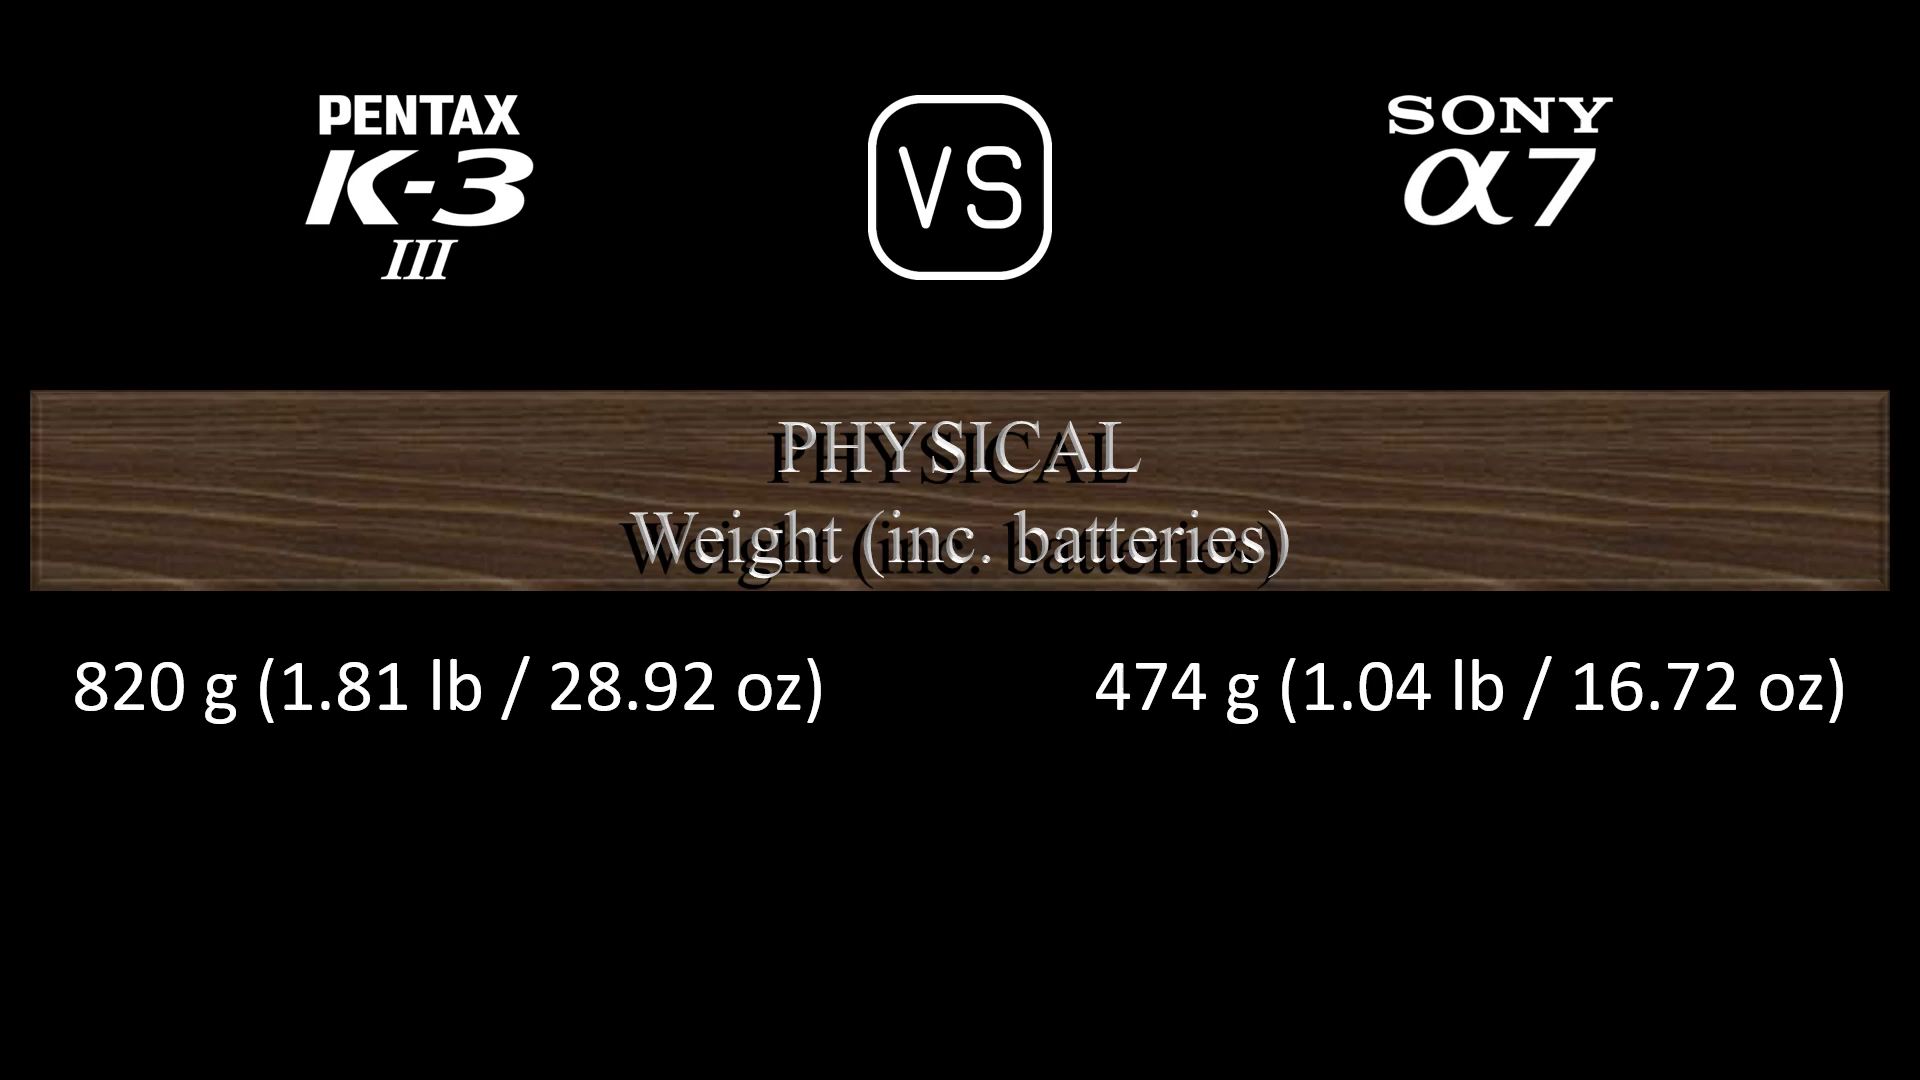 PENTAX
K-3
III
VS
SONY
α7
PHYSICAL
Weight (inc. batteries)
820 g (1.81 lb / 28.92 oz)
474 g (1.04 lb / 16.72 oz)